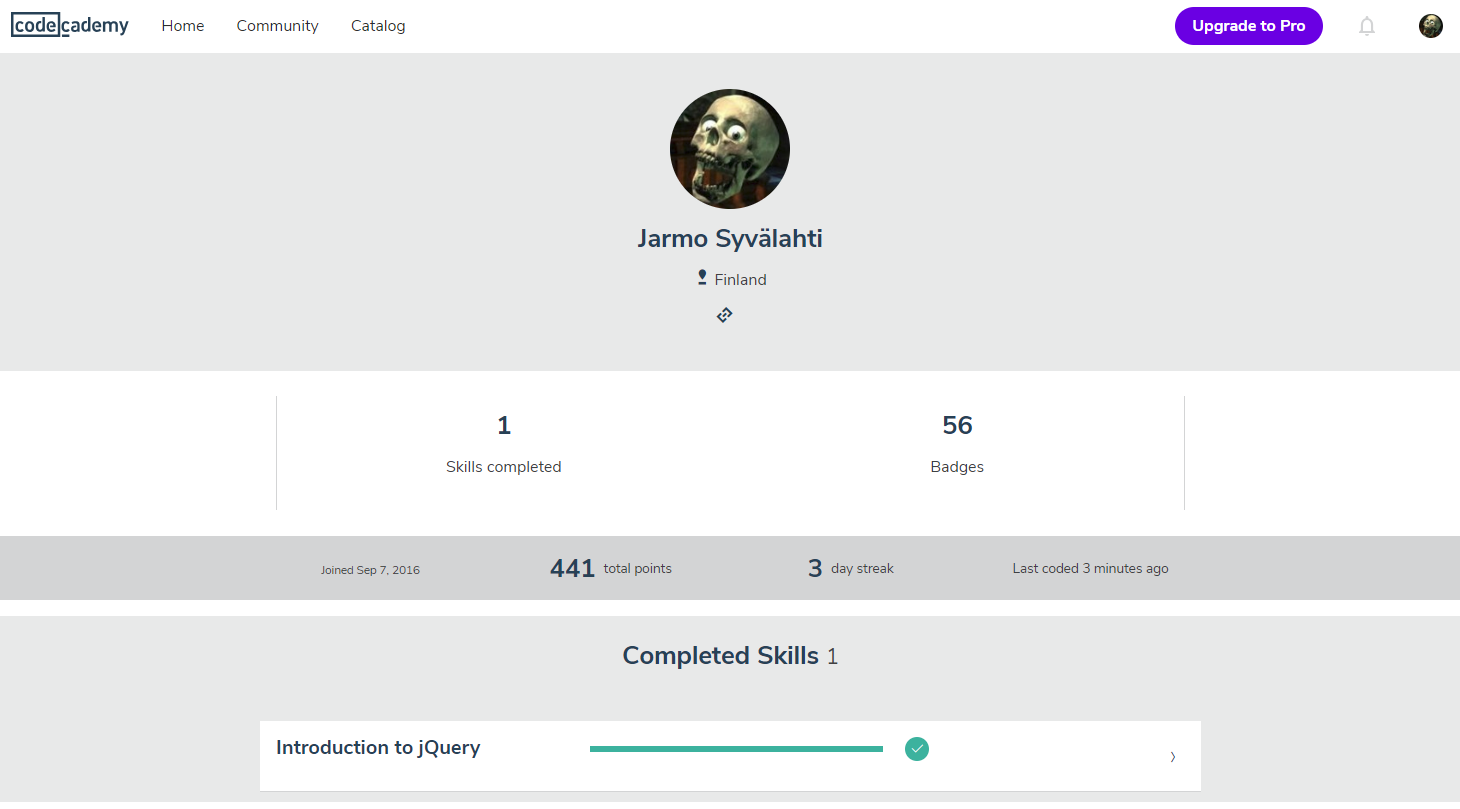 codecademy Home Community Catalog Upgrade to Pro
Jarmo Syvälahti
Finland
1 56
Skills completed Badges
Joined Sep 7, 2016 441 total points 3 day streak Last coded 3 minutes ago
Completed Skills 1
Introduction to jQuery